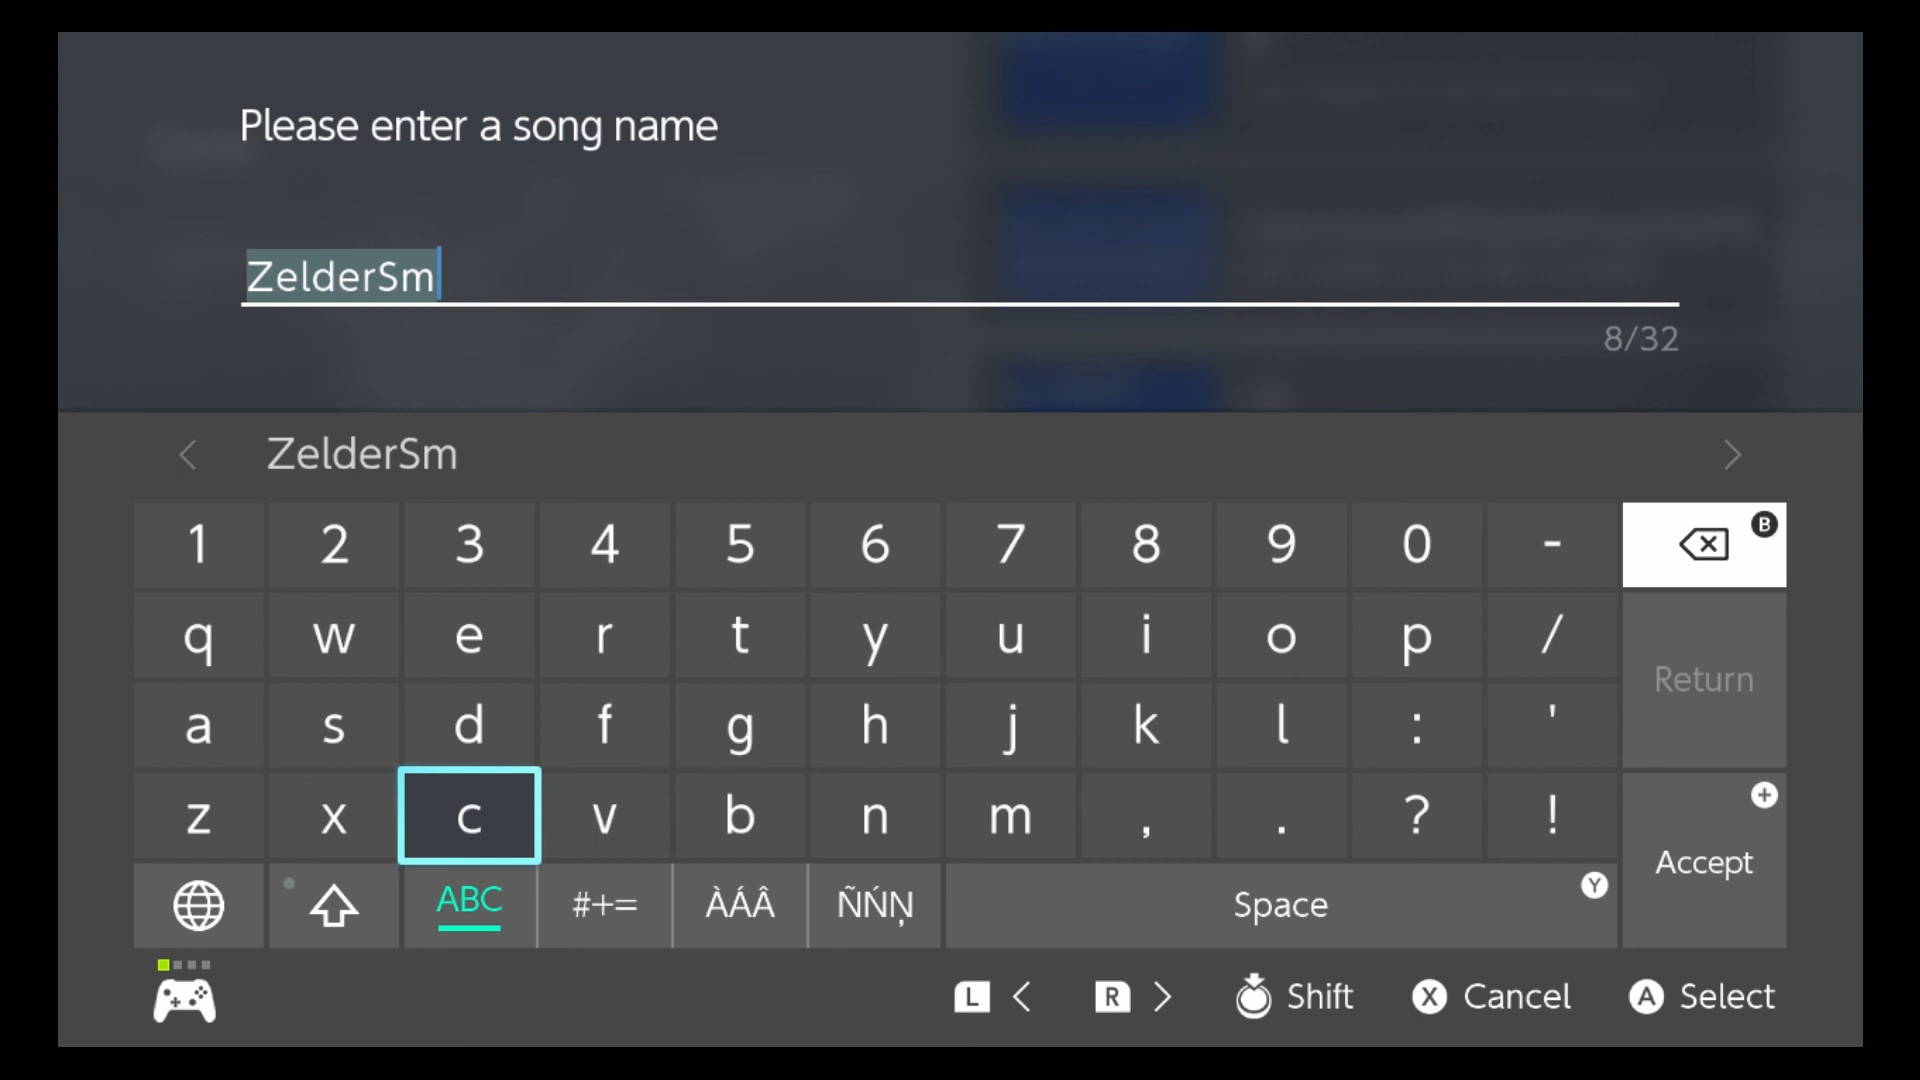 Please enter a song name
ZelderSm
8/32
< ZelderSm >
1 2 3 4 5 6 7 8 9 0 - B
q w e r t y u i o p /
Return
a s d f g h j k l : '
z x c v b n m , . ? ! +
Accept
ABC #+= ÀÁÂ ÑŃŅ Space Y
L < R > Shift X Cancel A Select